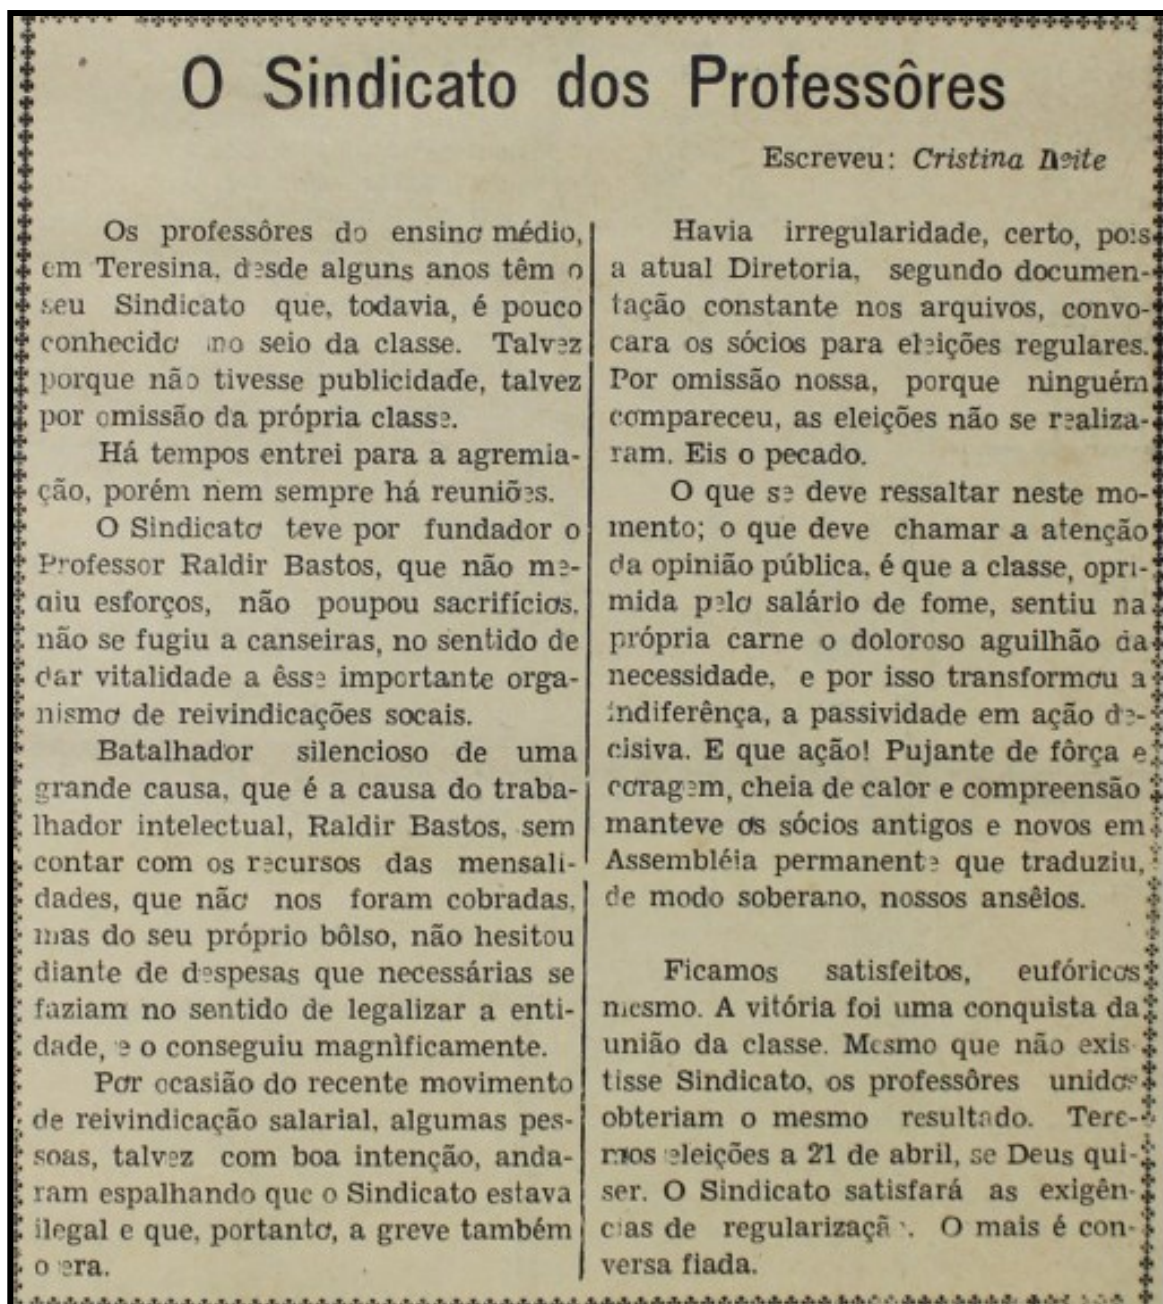 O Sindicato dos Professôres
Escreveu: Cristina Leite
Os professôres do ensino médio,
em Teresina, desde alguns anos têm o
seu Sindicato que, todavia, é pouco
conhecido no seio da classe. Talvez
porque não tivesse publicidade, talvez
por omissão da própria classe.
Há tempos entrei para a agremia-
ção, porém nem sempre há reuniões.
O Sindicato teve por fundador o
Professor Raldir Bastos, que não me-
diu esforços, não poupou sacrifícios,
não se fugiu a canseiras, no sentido de
dar vitalidade a êsse importante orga-
nismo de reivindicações socais.
Batalhador silencioso de uma
grande causa, que é a causa do traba-
lhador intelectual, Raldir Bastos, sem
contar com os recursos das mensali-
dades, que não nos foram cobradas,
mas do seu próprio bôlso, não hesitou
diante de despesas que necessárias se
faziam no sentido de legalizar a enti-
dade, e o conseguiu magnìficamente.
Por ocasião do recente movimento
de reivindicação salarial, algumas pes-
soas, talvez com boa intenção, anda-
ram espalhando que o Sindicato estava
ilegal e que, portanto, a greve também
o era.
Havia irregularidade, certo, pois
a atual Diretoria, segundo documen-
tação constante nos arquivos, convo-
cara os sócios para eleições regulares.
Por omissão nossa, porque ninguém
compareceu, as eleições não se realiza-
ram. Eis o pecado.
O que se deve ressaltar neste mo-
mento; o que deve chamar a atenção
da opinião pública, é que a classe, opri-
mida pelo salário de fome, sentiu na
própria carne o doloroso aguilhão da
necessidade, e por isso transformou a
indiferênça, a passividade em ação de-
cisiva. E que ação! Pujante de fôrça e
coragem, cheia de calor e compreensão
manteve os sócios antigos e novos em
Assembléia permanente que traduziu,
de modo soberano, nossos ansêios.
Ficamos satisfeitos, eufóricos
mesmo. A vitória foi uma conquista da
união da classe. Mesmo que não exis
tisse Sindicato, os professôres unidos
obteriam o mesmo resultado. Tere-
mos eleições a 21 de abril, se Deus qui-
ser. O Sindicato satisfará as exigên-
cias de regularização. O mais é con-
versa fiada.